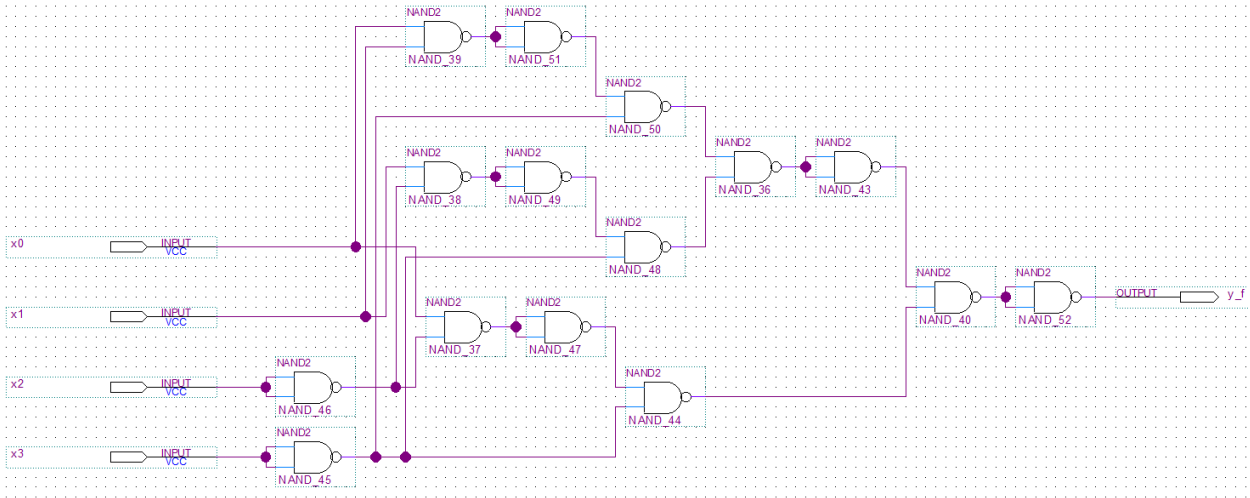 NAND2
NAND2
NAND_39
NAND_51
NAND2
NAND_50
NAND2
NAND2
NAND2
NAND2
NAND_36
NAND_43
NAND_38
NAND_49
NAND2
x0
INPUT
VCC
NAND_48
NAND2
NAND2
OUTPUT
y_f
NAND2
NAND2
x1
INPUT
VCC
NAND_40
NAND_52
NAND_37
NAND_47
NAND2
NAND2
x2
INPUT
VCC
NAND_46
NAND_44
NAND2
x3
INPUT
VCC
NAND_45